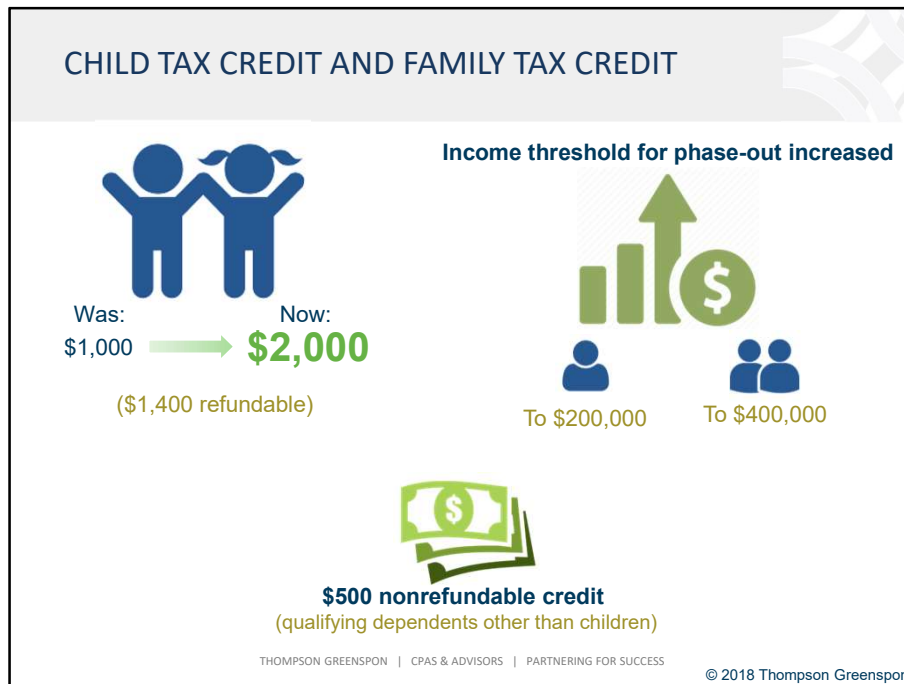 CHILD TAX CREDIT AND FAMILY TAX CREDIT
Was:
$1,000
Now:
$2,000
($1,400 refundable)
Income threshold for phase-out increased
$
To $200,000
To $400,000
$
$500 nonrefundable credit
(qualifying dependents other than children)
THOMPSON GREENSPON | CPAS & ADVISORS | PARTNERING FOR SUCCESS
© 2018 Thompson Greenspon